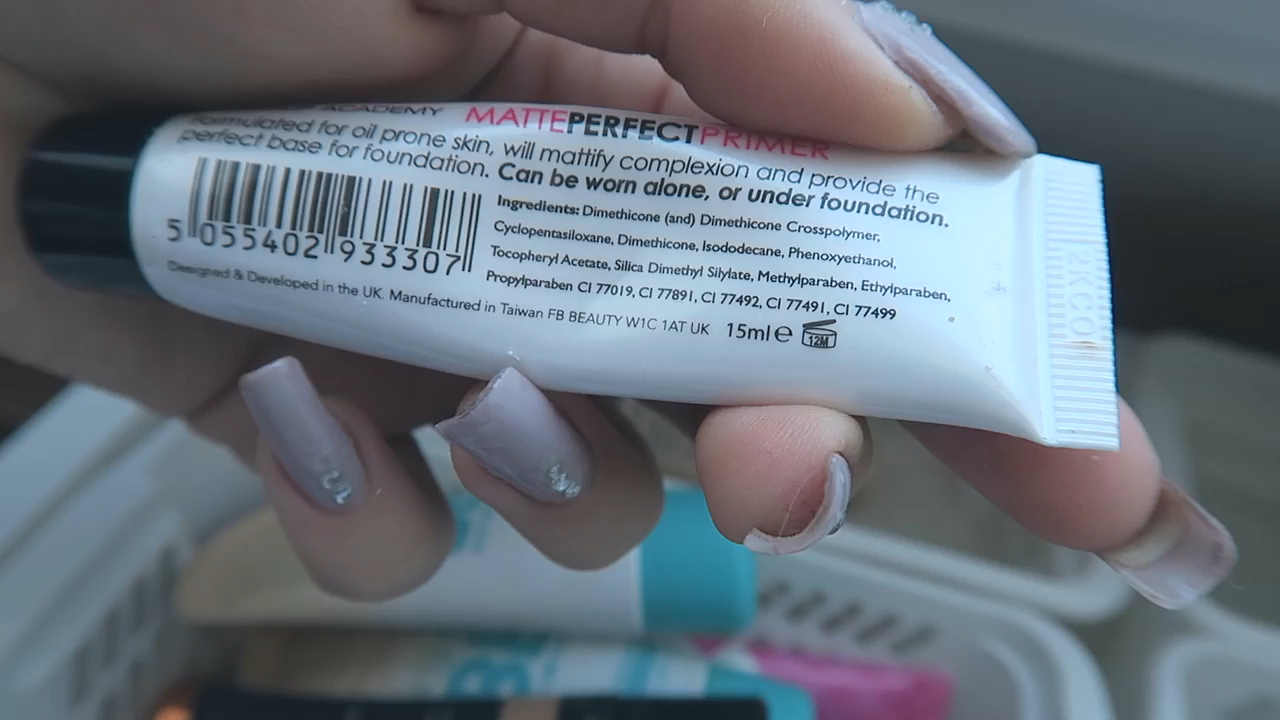 ACADEMY MATTEPERFECTPRIMER
Formulated for oil prone skin, will mattify complexion and provide the
perfect base for foundation. Can be worn alone, or under foundation.
Ingredients: Dimethicone (and) Dimethicone Crosspolymer,
Cyclopentasiloxane, Dimethicone, Isododecane, Phenoxyethanol,
Tocopheryl Acetate, Silica Dimethyl Silylate, Methylparaben, Ethylparaben,
Propylparaben CI 77019, CI 77891, CI 77492, CI 77491, CI 77499
5 055402 933307
Designed & Developed in the UK. Manufactured in Taiwan FB BEAUTY W1C 1AT UK 15ml e 12M